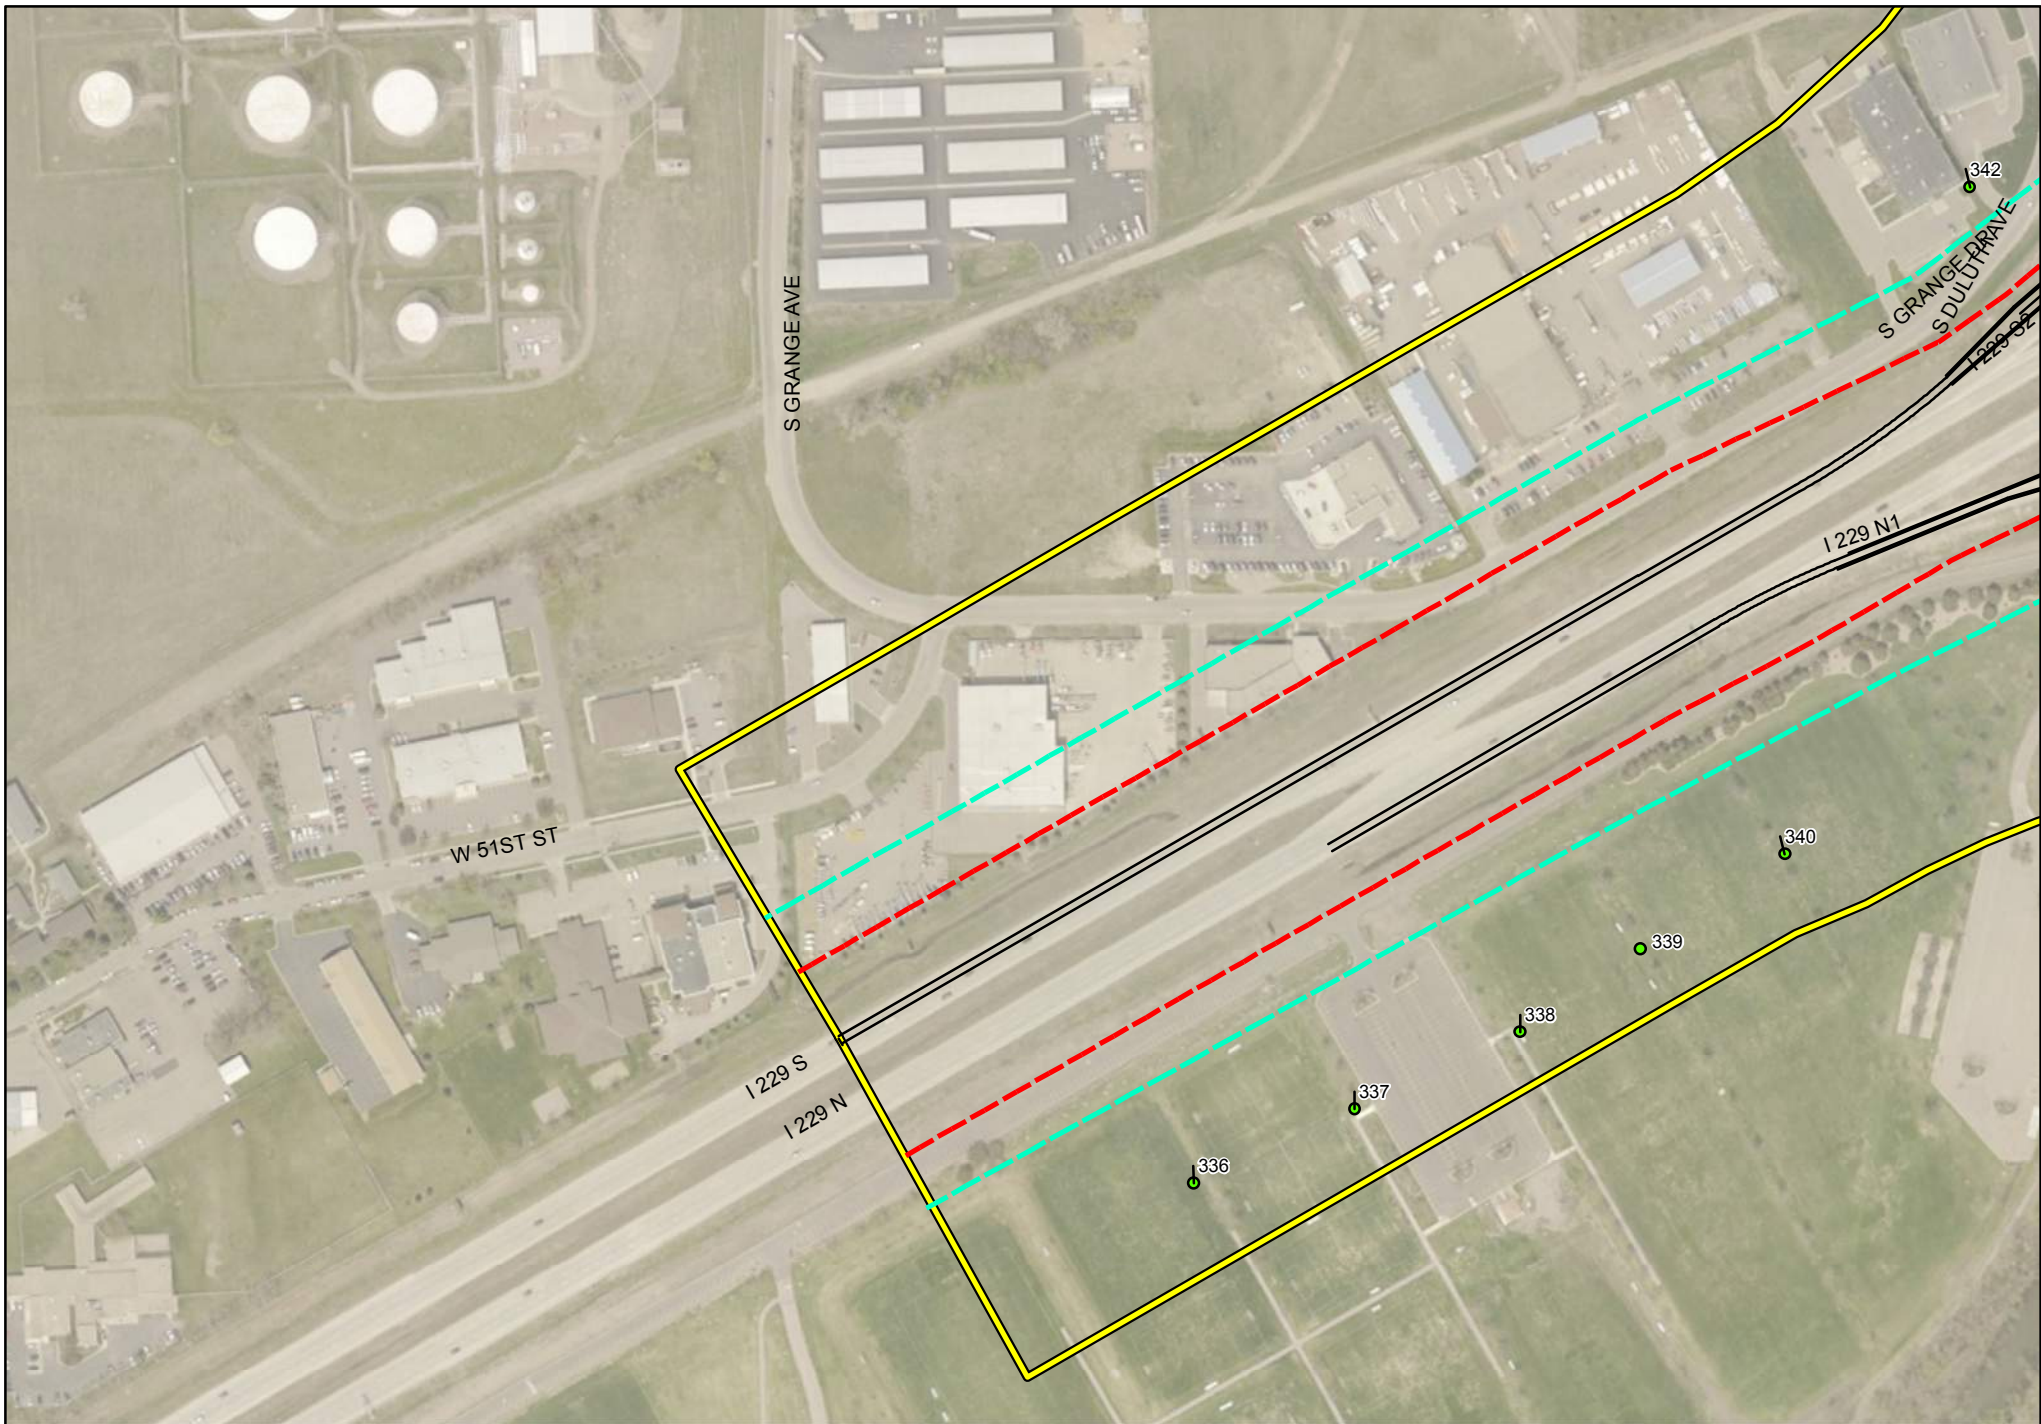 342
S GRANGE DR
S DULUTH AVE
I 229 S2
S GRANGE AVE
I 229 N1
W 51ST ST
340
339
338
I 229 S
337
I 229 N
336